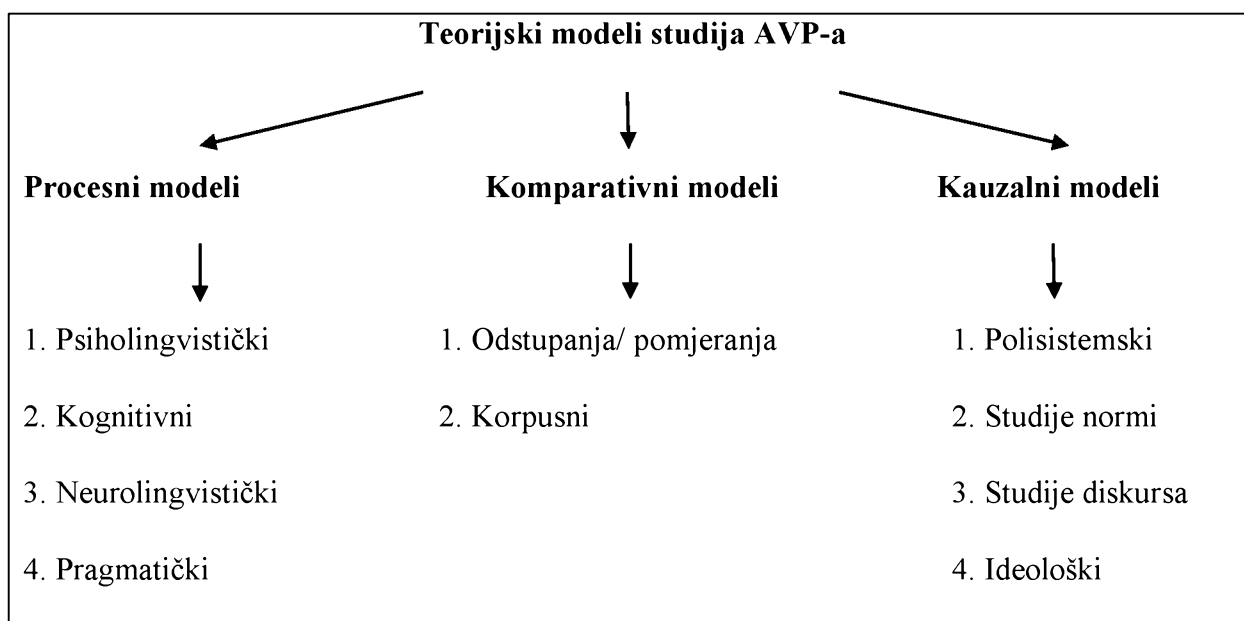 Teorijski modeli studija AVP-a
Procesni modeli
Komparativni modeli
Kauzalni modeli
1. Psiholingvistički
2. Kognitivni
3. Neurolingvistički
4. Pragmatički
1. Odstupanja/ pomjeranja
2. Korpusni
1. Polisistemski
2. Studije normi
3. Studije diskursa
4. Ideološki